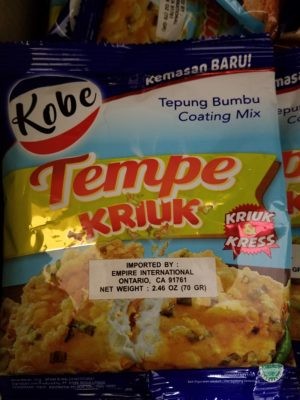 Kobe
Kemasan BARU!
Tepung Bumbu
Coating Mix
Tempe
KRIUK
KRIUK
& KRESS
IMPORTED BY :
EMPIRE INTERNATIONAL
ONTARIO, CA 91761
NET WEIGHT : 2.46 OZ (70 GR)